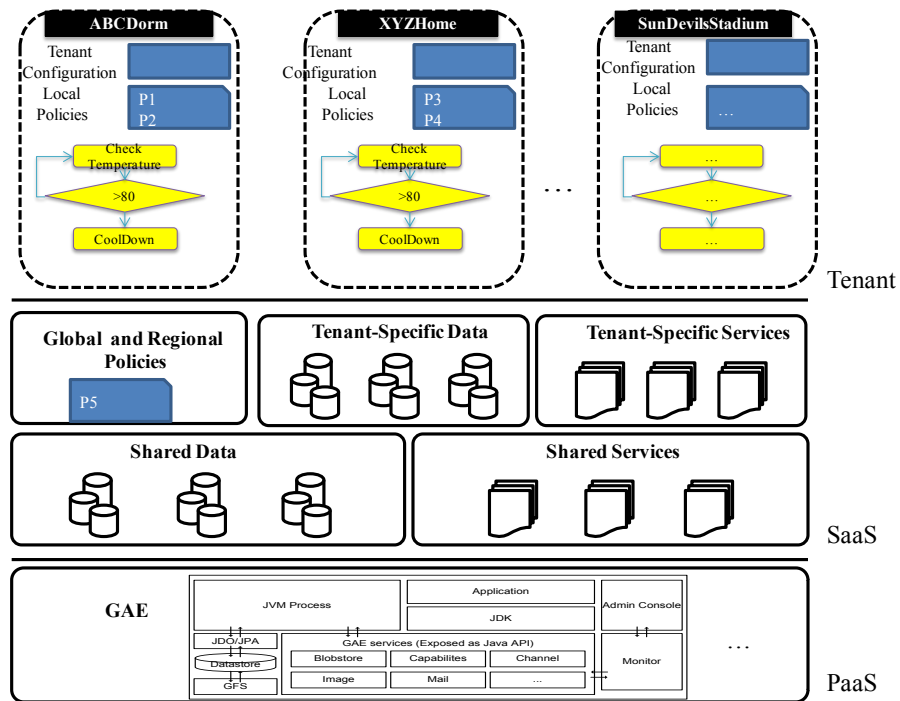 ABCDorm
Tenant
Configuration
Local
Policies
P1
P2
Check
Temperature
>80
CoolDown
XYZHome
Tenant
Configuration
Local
Policies
P3
P4
Check
Temperature
>80
CoolDown
…
SunDevilsStadium
Tenant
Configuration
Local
Policies
…
…
…
…
Tenant
Global and Regional
Policies
P5
Tenant-Specific Data
Tenant-Specific Services
Shared Data
Shared Services
SaaS
GAE
JVM Process
Application
JDK
Admin Console
JDO/JPA
Datastore
GFS
GAE services (Exposed as Java API)
Blobstore
Capabilites
Channel
Image
Mail
...
Monitor
…
PaaS